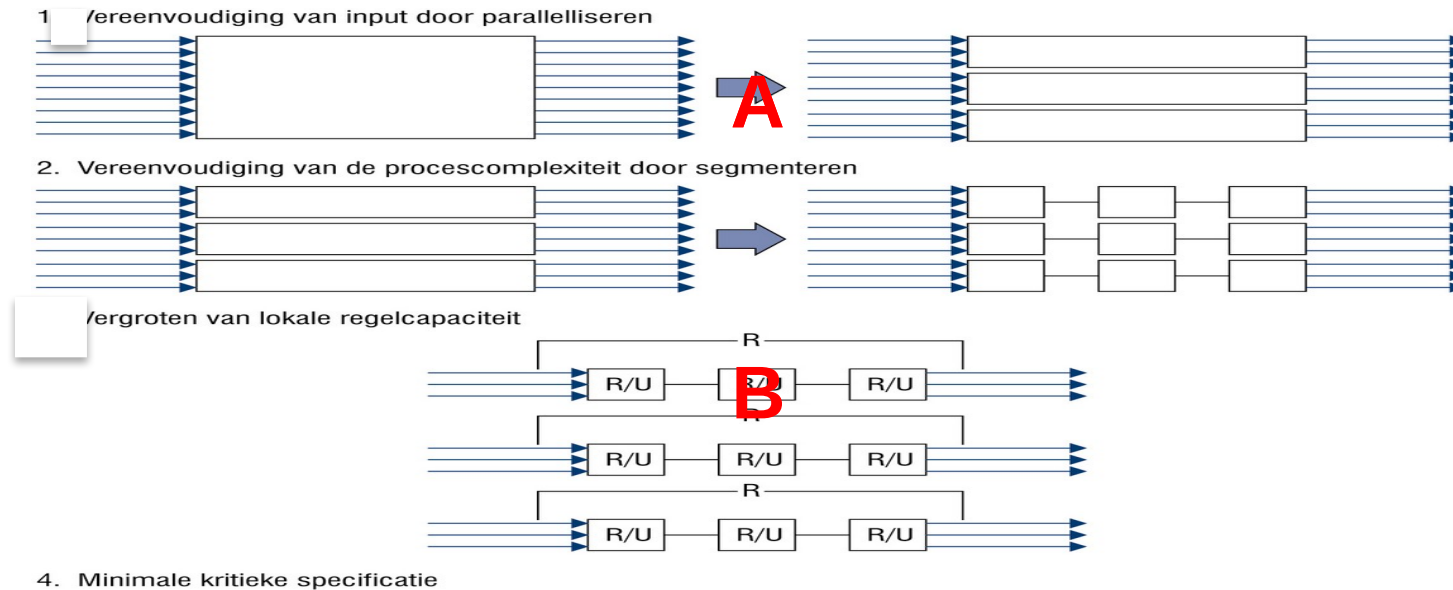 1. Vereenvoudiging van input door parallelliseren
A
2. Vereenvoudiging van de procescomplexiteit door segmenteren
Vergroten van lokale regelcapaciteit
R
R/U R/U R/U
B
R
R/U R/U R/U
R
R/U R/U R/U
4. Minimale kritieke specificatie